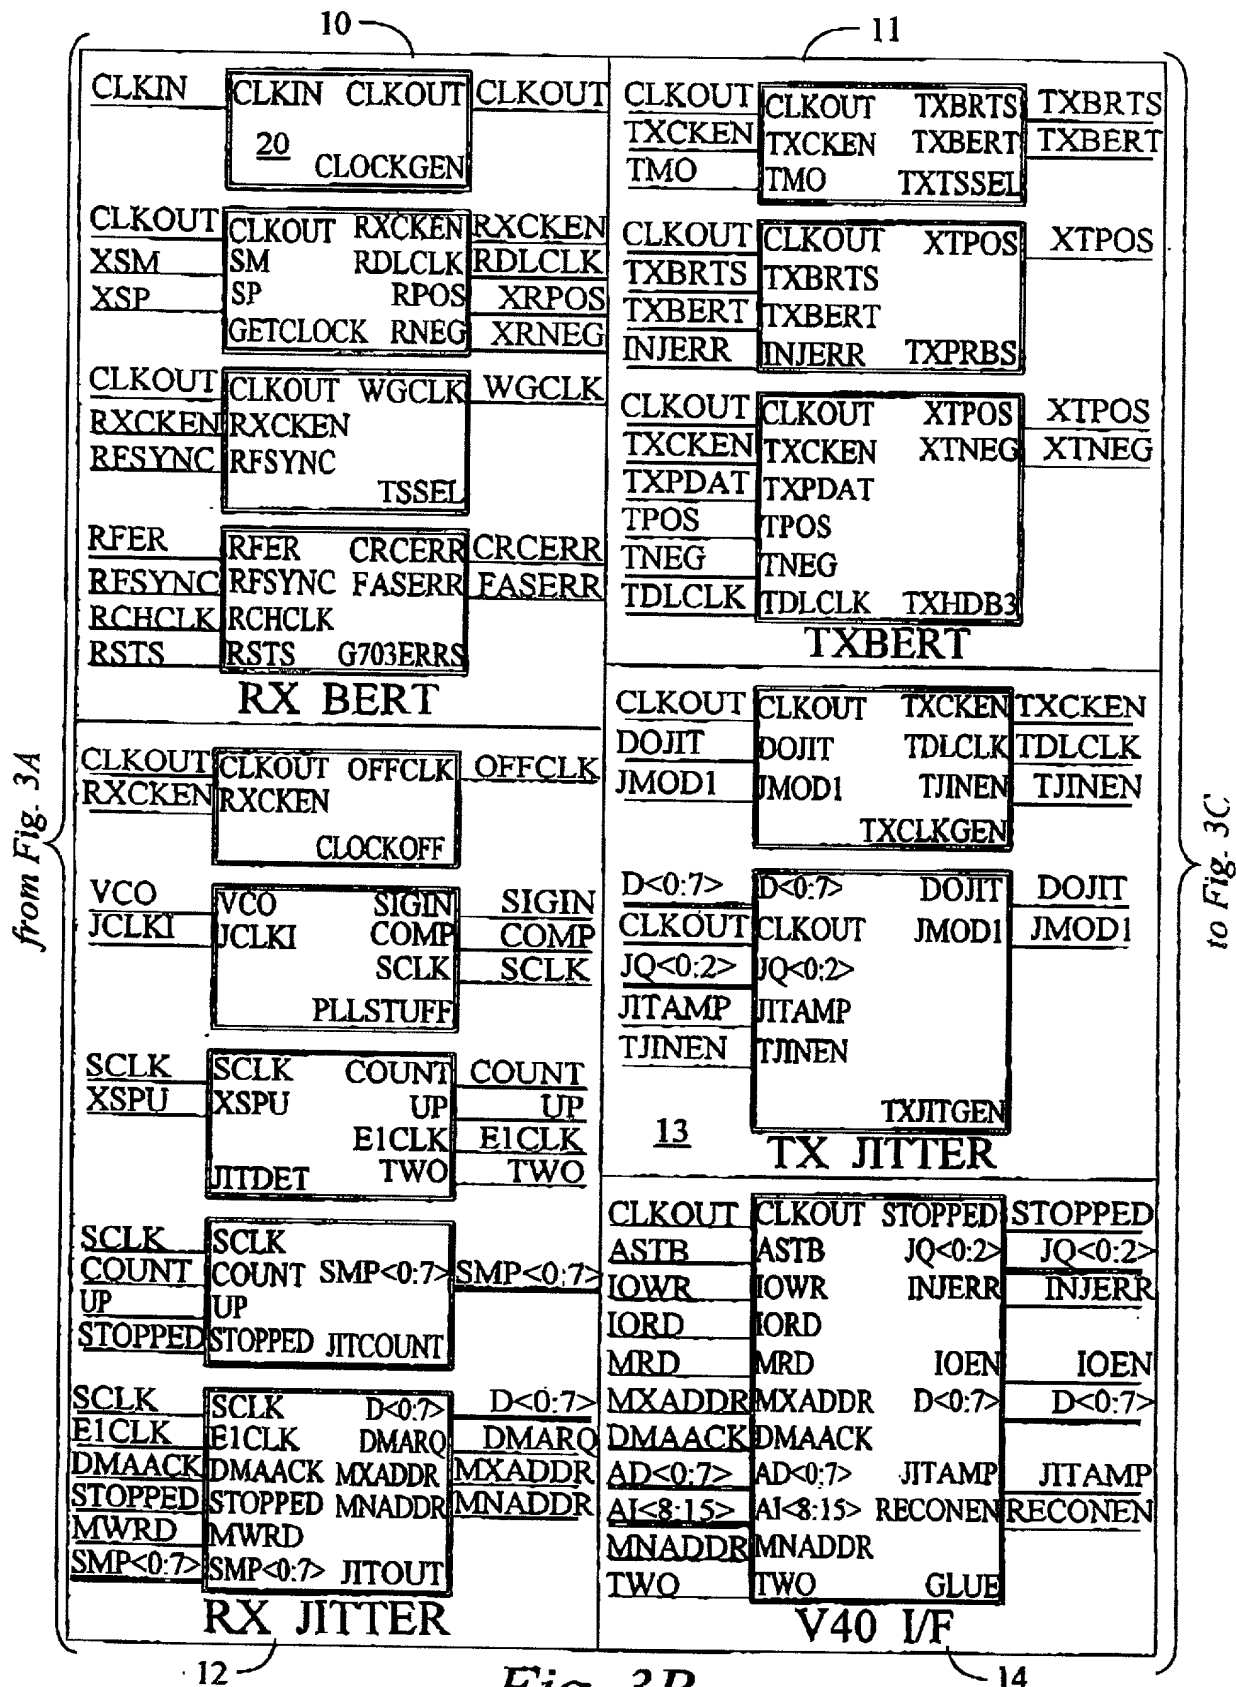 10
11
from Fig. 3A
CLKIN CLKIN CLKOUT CLKOUT
20
CLOCKGEN
CLKOUT CLKOUT RXCKEN RXCKEN
XSM SM RDLCLK RDLCLK
XSP SP RPOS XRPOS
GETCLOCK RNEG XRNEG
CLKOUT CLKOUT WGCLK WGCLK
RXCKEN RXCKEN
RFSYNC RFSYNC
TSSEL
RFER RFER CRCERR CRCERR
RFSYNC RFSYNC FASERR FASERR
RCHCLK RCHCLK
RSTS RSTS G703ERRS
RX BERT
CLKOUT CLKOUT OFFCLK OFFCLK
RXCKEN RXCKEN
CLOCKOFF
VCO VCO SIGIN SIGIN
JCLKI JCLKI COMP COMP
SCLK SCLK
PLLSTUFF
SCLK SCLK COUNT COUNT
XSPU XSPU UP UP
E1CLK E1CLK
JITDET TWO TWO
SCLK SCLK
COUNT COUNT SMP<0:7> SMP<0:7>
UP UP
STOPPED STOPPED JITCOUNT
SCLK SCLK D<0:7> D<0:7>
E1CLK E1CLK DMARQ DMARQ
DMAACK DMAACK MXADDR MXADDR
STOPPED STOPPED MNADDR MNADDR
MWRD MWRD
SMP<0:7> SMP<0:7> JITOUT
RX JITTER
12
CLKOUT CLKOUT TXBRTS TXBRTS
TXCKEN TXCKEN TXBERT TXBERT
TMO TMO TXTSSEL
CLKOUT CLKOUT XTPOS XTPOS
TXBRTS TXBRTS
TXBERT TXBERT
INJERR INJERR TXPRBS
CLKOUT CLKOUT XTPOS XTPOS
TXCKEN TXCKEN XTNEG XTNEG
TXPDAT TXPDAT
TPOS TPOS
TNEG TNEG
TDLCLK TDLCLK TXHDB3
TXBERT
CLKOUT CLKOUT TXCKEN TXCKEN
DOJIT DOJIT TDLCLK TDLCLK
JMOD1 JMOD1 TJINEN TJINEN
TXCLKGEN
D<0:7> D<0:7> DOJIT DOJIT
CLKOUT CLKOUT JMOD1 JMOD1
JQ<0:2> JQ<0:2>
JITAMP JITAMP
TJINEN TJINEN
TXJITGEN
13
TX JITTER
CLKOUT CLKOUT STOPPED STOPPED
ASTB ASTB JQ<0:2> JQ<0:2>
IOWR IOWR INJERR INJERR
IORD IORD
MRD MRD IOEN IOEN
MXADDR MXADDR D<0:7> D<0:7>
DMAACK DMAACK
AD<0:7> AD<0:7> JITAMP JITAMP
AI<8:15> AI<8:15> RECONEN RECONEN
MNADDR MNADDR
TWO TWO GLUE
V40 I/F
14
to Fig. 3C